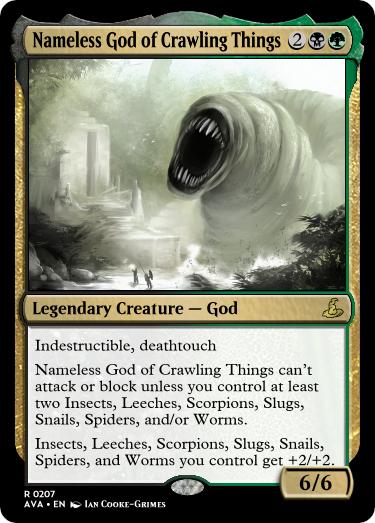 Nameless God of Crawling Things 2
Legendary Creature — God
Indestructible, deathtouch
Nameless God of Crawling Things can't
attack or block unless you control at least
two Insects, Leeches, Scorpions, Slugs,
Snails, Spiders, and/or Worms.
Insects, Leeches, Scorpions, Slugs, Snails,
Spiders, and Worms you control get +2/+2.
6/6
R 0207
AVA • EN Ian Cooke-Grimes